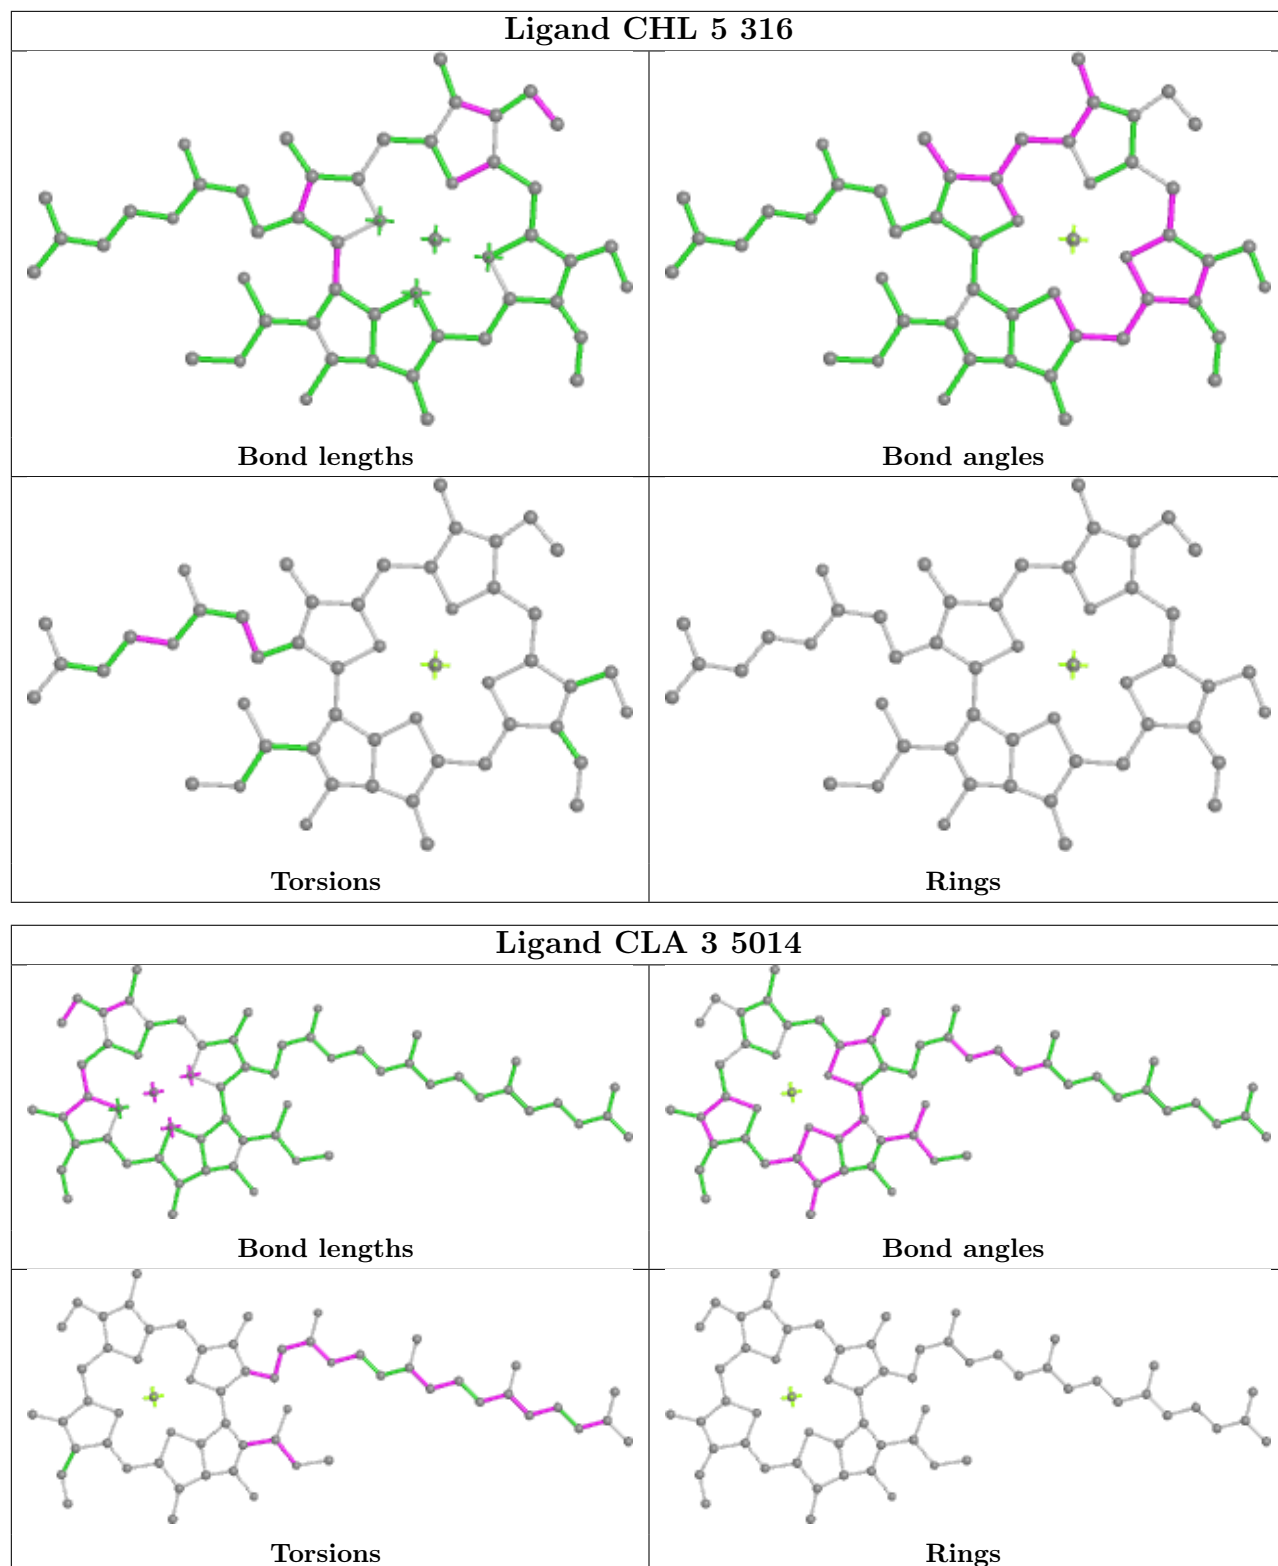 Ligand CHL 5 316
Bond lengths
Bond angles
Torsions
Rings
Ligand CLA 3 5014
Bond lengths
Bond angles
Torsions
Rings